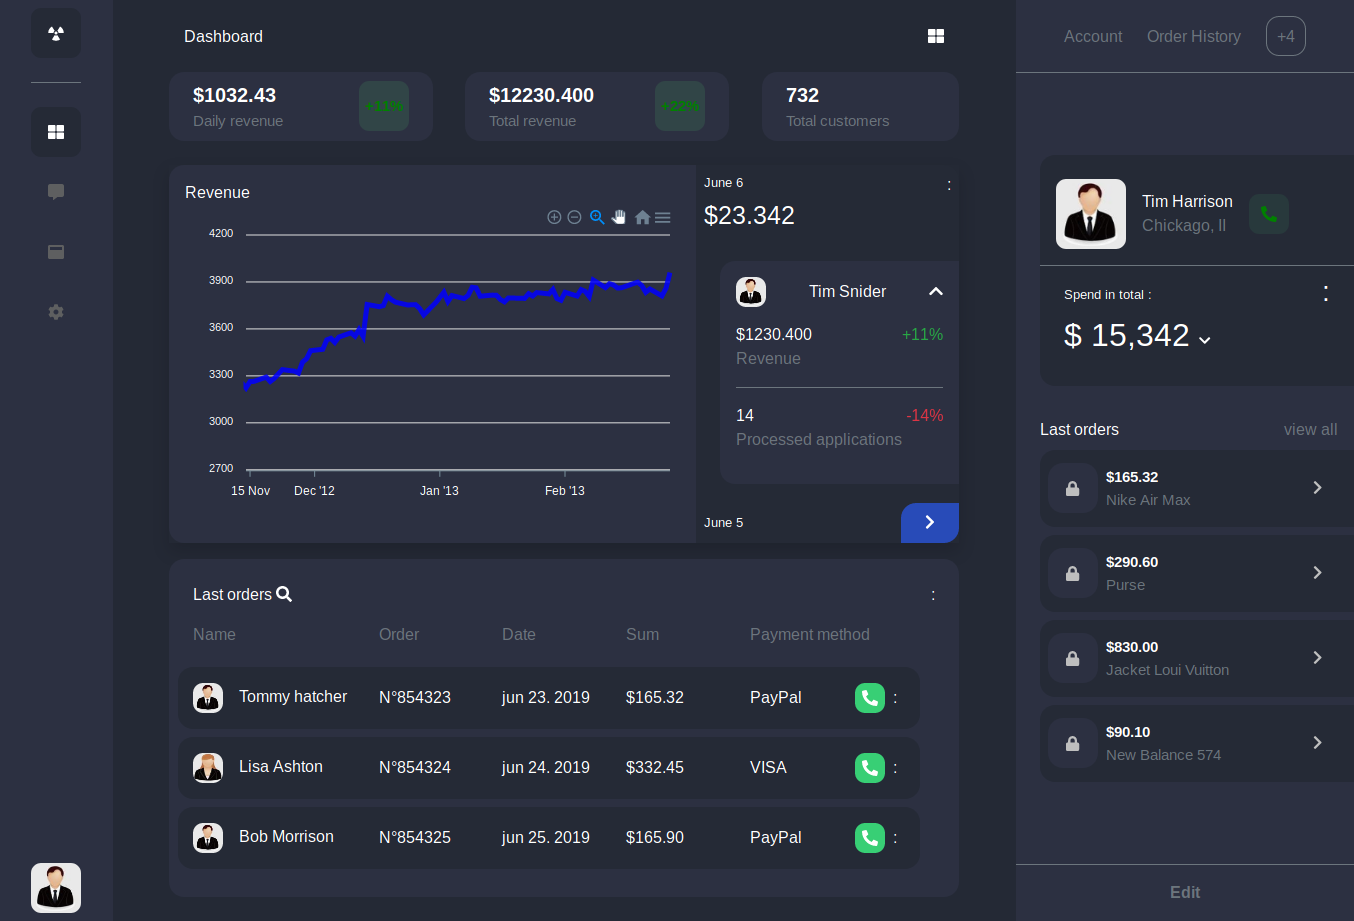 Dashboard
$1032.43
Daily revenue
+11%
$12230.400
Total revenue
+22%
732
Total customers
Revenue
4200
3900
3600
3300
3000
2700
15 Nov
Dec '12
Jan '13
Feb '13
June 6
:
$23.342
Tim Snider
$1230.400
+11%
Revenue
14
-14%
Processed applications
June 5
Last orders
:
Name Order Date Sum Payment method
Tommy hatcher N°854323 jun 23. 2019 $165.32 PayPal :
Lisa Ashton N°854324 jun 24. 2019 $332.45 VISA :
Bob Morrison N°854325 jun 25. 2019 $165.90 PayPal :
Account Order History +4
Tim Harrison
Chickago, Il
Spend in total :
:
$ 15,342
Last orders view all
$165.32
Nike Air Max
$290.60
Purse
$830.00
Jacket Loui Vuitton
$90.10
New Balance 574
Edit